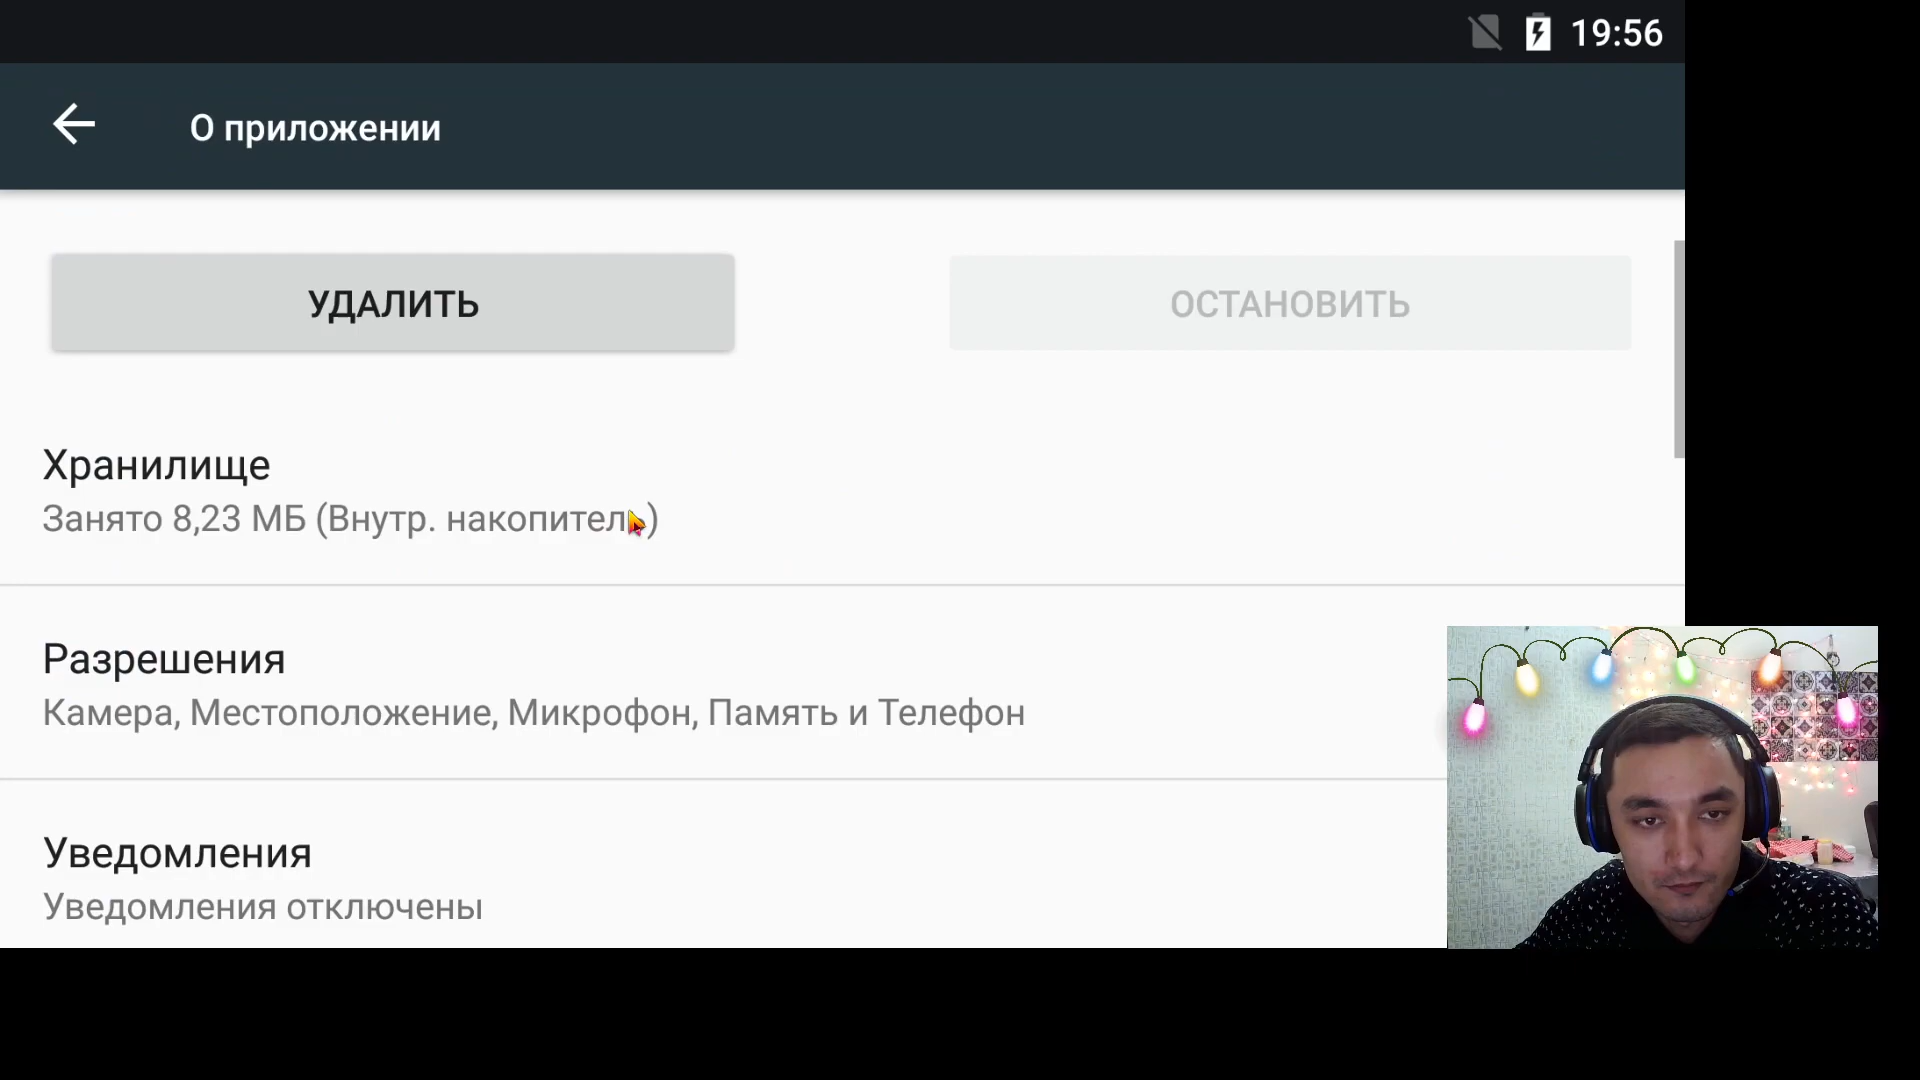 19:56
О приложении
УДАЛИТЬ
ОСТАНОВИТЬ
Хранилище
Занято 8,23 МБ (Внутр. накопитель)
Разрешения
Камера, Местоположение, Микрофон, Память и Телефон
Уведомления
Уведомления отключены